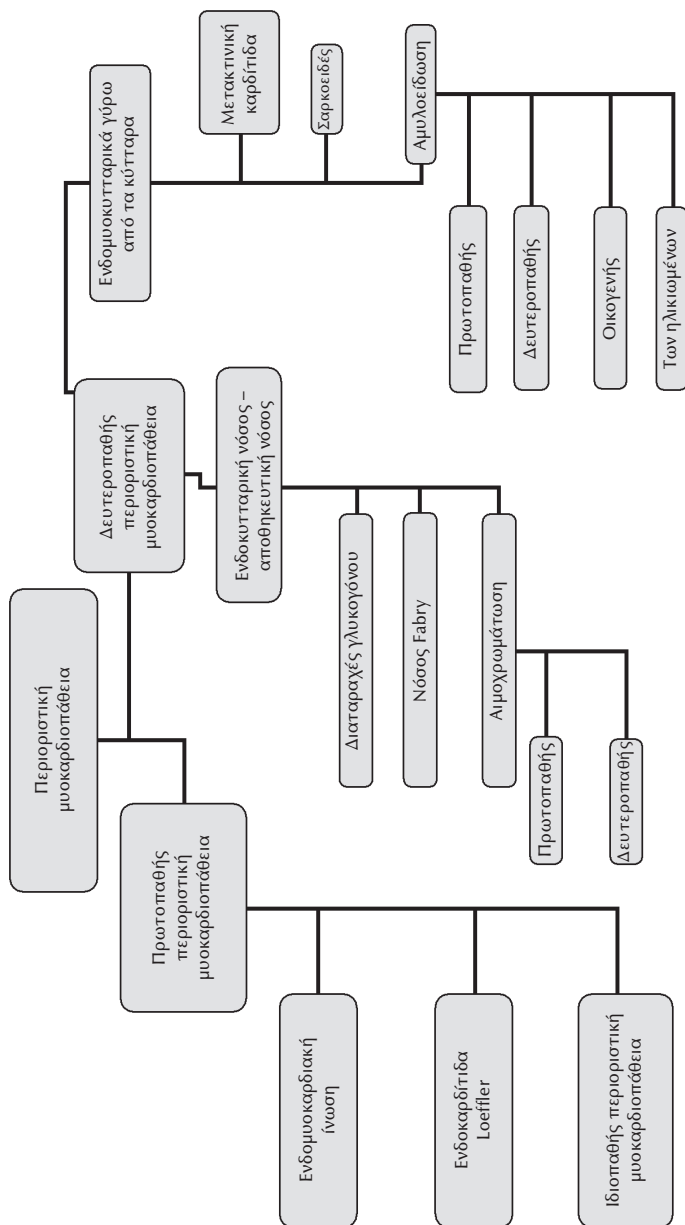 Περιοριστική
μυοκαρδιοπάθεια
Πρωτοπαθής
περιοριστική
μυοκαρδιοπάθεια
Ενδομυοκαρδιακή
ίνωση
Ενδοκαρδίτιδα
Loeffler
Ιδιοπαθής περιοριστική
μυοκαρδιοπάθεια
Δευτεροπαθής
περιοριστική
μυοκαρδιοπάθεια
Ενδοκυτταρική νόσος –
αποθηκευτική νόσος
Διαταραχές γλυκογόνου
Νόσος Fabry
Αιμοχρωμάτωση
Πρωτοπαθής
Δευτεροπαθής
Ενδομυοκυτταρικά γύρω
από τα κύτταρα
Μετακτινική
καρδίτιδα
Σαρκοειδές
Αμυλοείδωση
Πρωτοπαθής
Δευτεροπαθής
Οικογενής
Των ηλικιωμένων